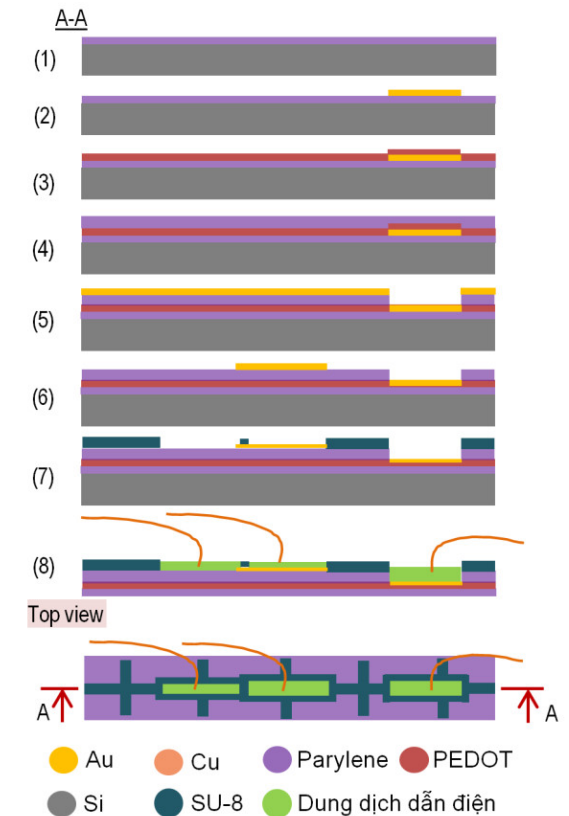 A-A
(1)
(2)
(3)
(4)
(5)
(6)
(7)
(8)
Top view
A A
Au Cu Parylene PEDOT
Si SU-8 Dung dịch dẫn điện